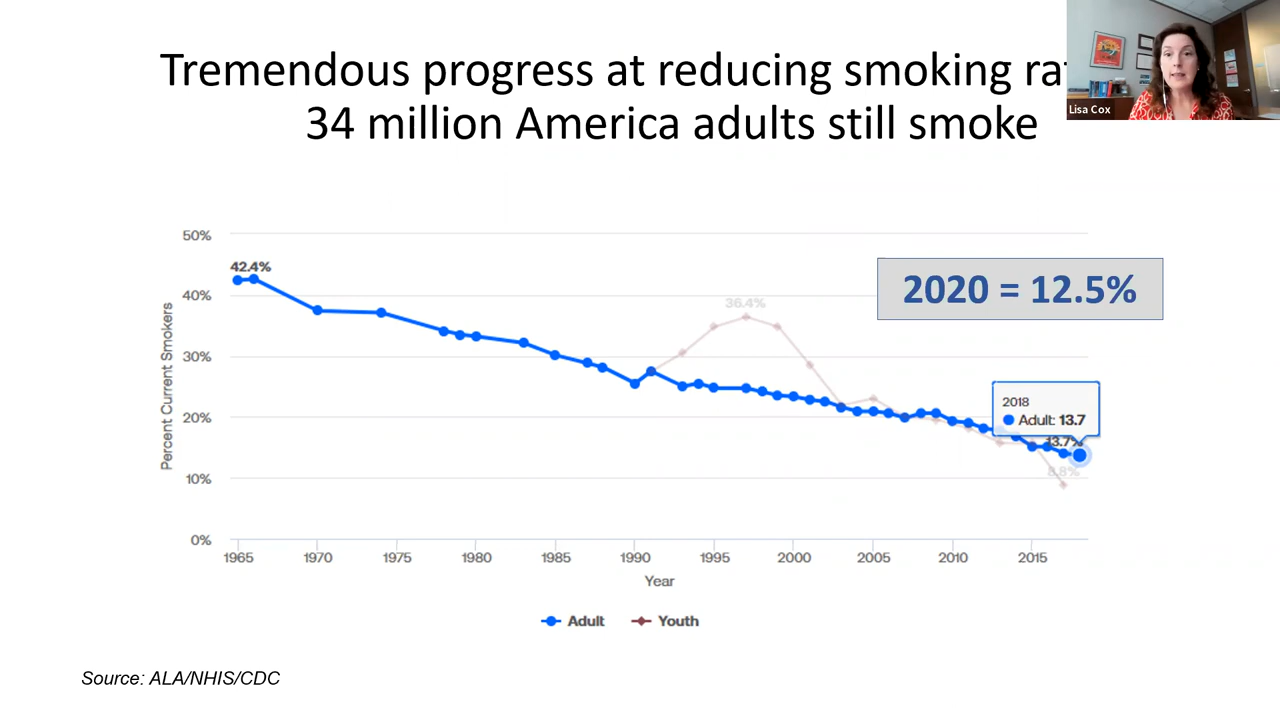 Tremendous progress at reducing smoking
34 million America adults still smoke
Lisa Cox
50%
40%
30%
20%
10%
0%
Percent Current Smokers
42.4%
36.4%
2020 = 12.5%
2018
Adult: 13.7
13.7%
8.8%
1965
1970
1975
1980
1985
1990
1995
2000
2005
2010
2015
Year
Adult
Youth
Source: ALA/NHIS/CDC